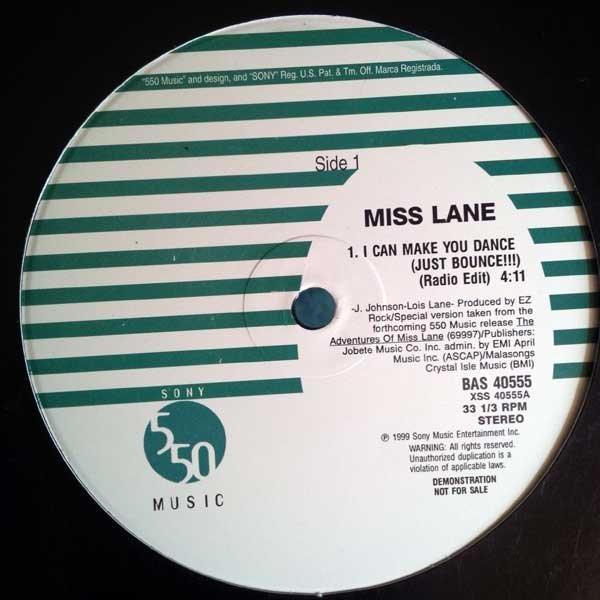 "550 Music" and design, and "SONY" Reg. U.S. Pat. & Tm. Off. Marca Registrada.
Side 1
MISS LANE
1. I CAN MAKE YOU DANCE
(JUST BOUNCE!!!)
(Radio Edit) 4:11
-J. Johnson-Lois Lane- Produced by EZ
Rock/Special version taken from the
forthcoming 550 Music release The
Adventures Of Miss Lane (69997)/Publishers:
Jobete Music Co. Inc. admin. by EMI April
Music Inc. (ASCAP)/Malasongs
Crystal Isle Music (BMI)
BAS 40555
XSS 40555A
33 1/3 RPM
STEREO
℗ 1999 Sony Music Entertainment Inc.
WARNING: All rights reserved.
Unauthorized duplication is a
violation of applicable laws.
DEMONSTRATION
NOT FOR SALE
SONY
550
MUSIC